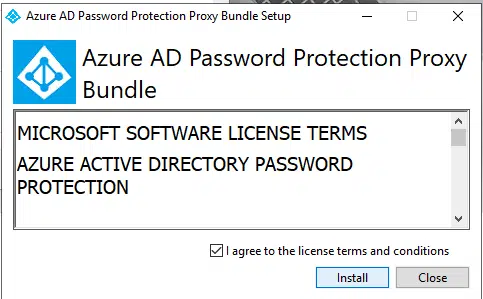 Azure AD Password Protection Proxy Bundle Setup
Azure AD Password Protection Proxy
Bundle
MICROSOFT SOFTWARE LICENSE TERMS
AZURE ACTIVE DIRECTORY PASSWORD
PROTECTION
I agree to the license terms and conditions
Install
Close